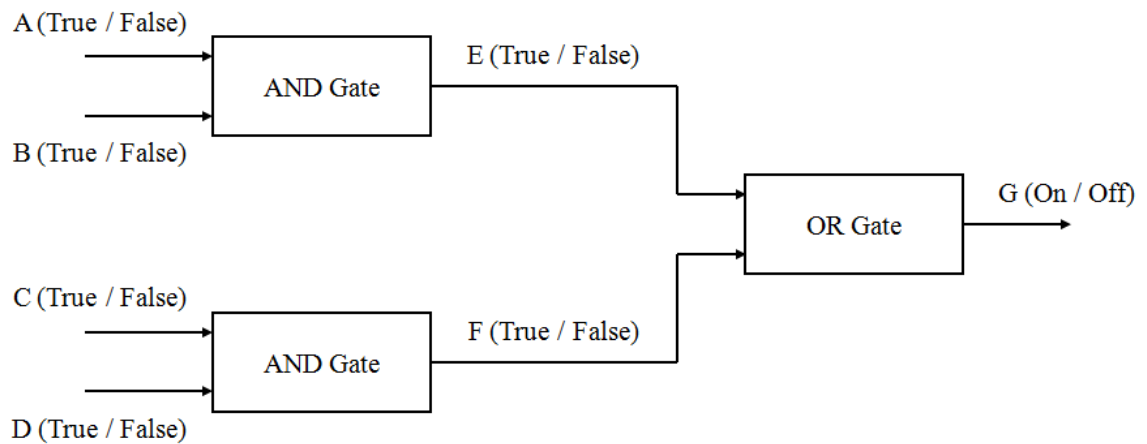 A (True / False)
AND Gate
E (True / False)
B (True / False)
OR Gate
G (On / Off)
C (True / False)
AND Gate
F (True / False)
D (True / False)